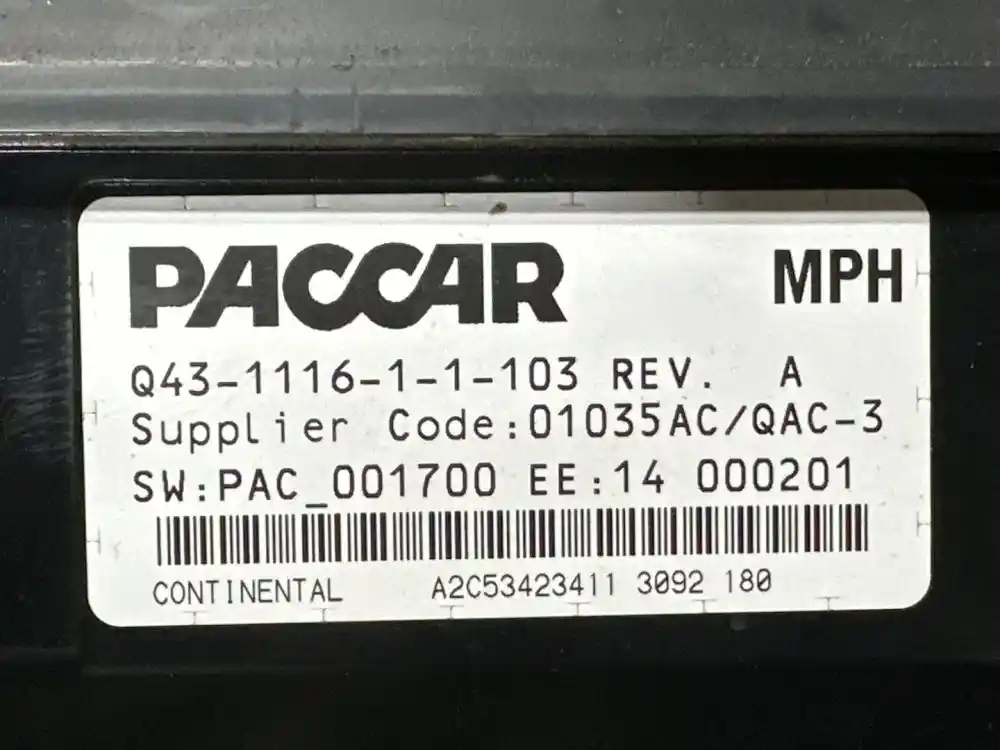 PACCAR MPH
Q43-1116-1-1-103 REV. A
Supplier Code:01035AC/QAC-3
SW:PAC_001700 EE:14 000201
CONTINENTAL A2C53423411 3092 180